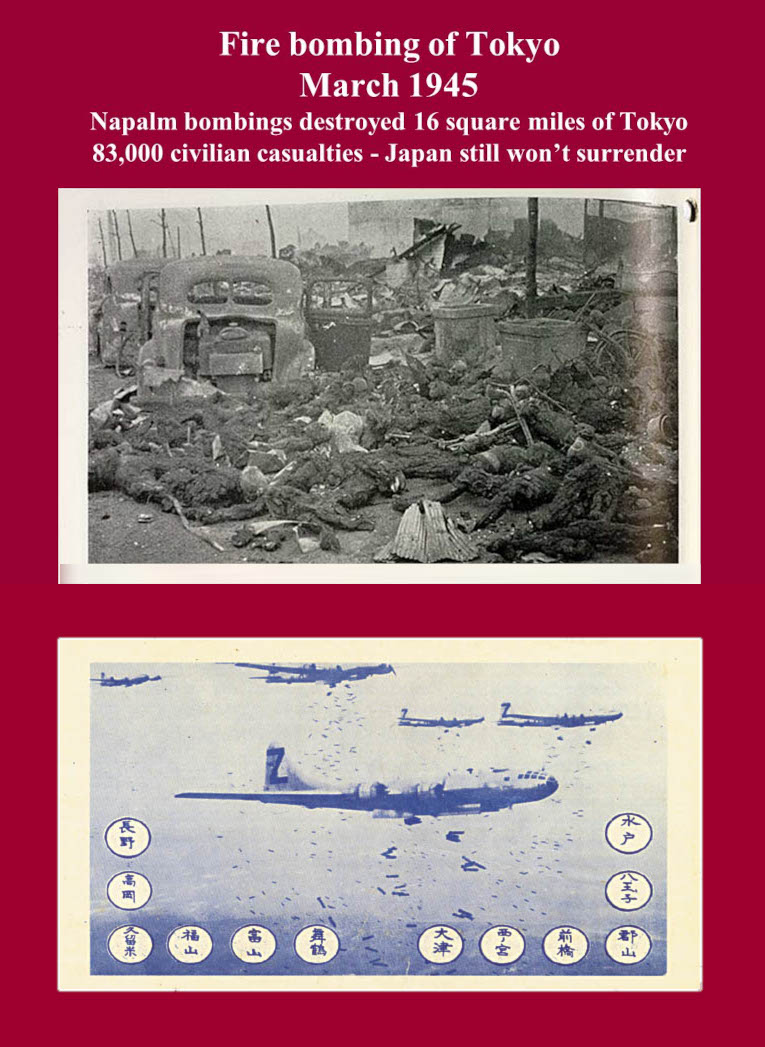 Fire bombing of Tokyo
March 1945
Napalm bombings destroyed 16 square miles of Tokyo
83,000 civilian casualties - Japan still won’t surrender
Z
Z
Z
長野
水戸
高岡
八王子
久留米
福山
富山
舞鶴
大津
西宮
前橋
郡山